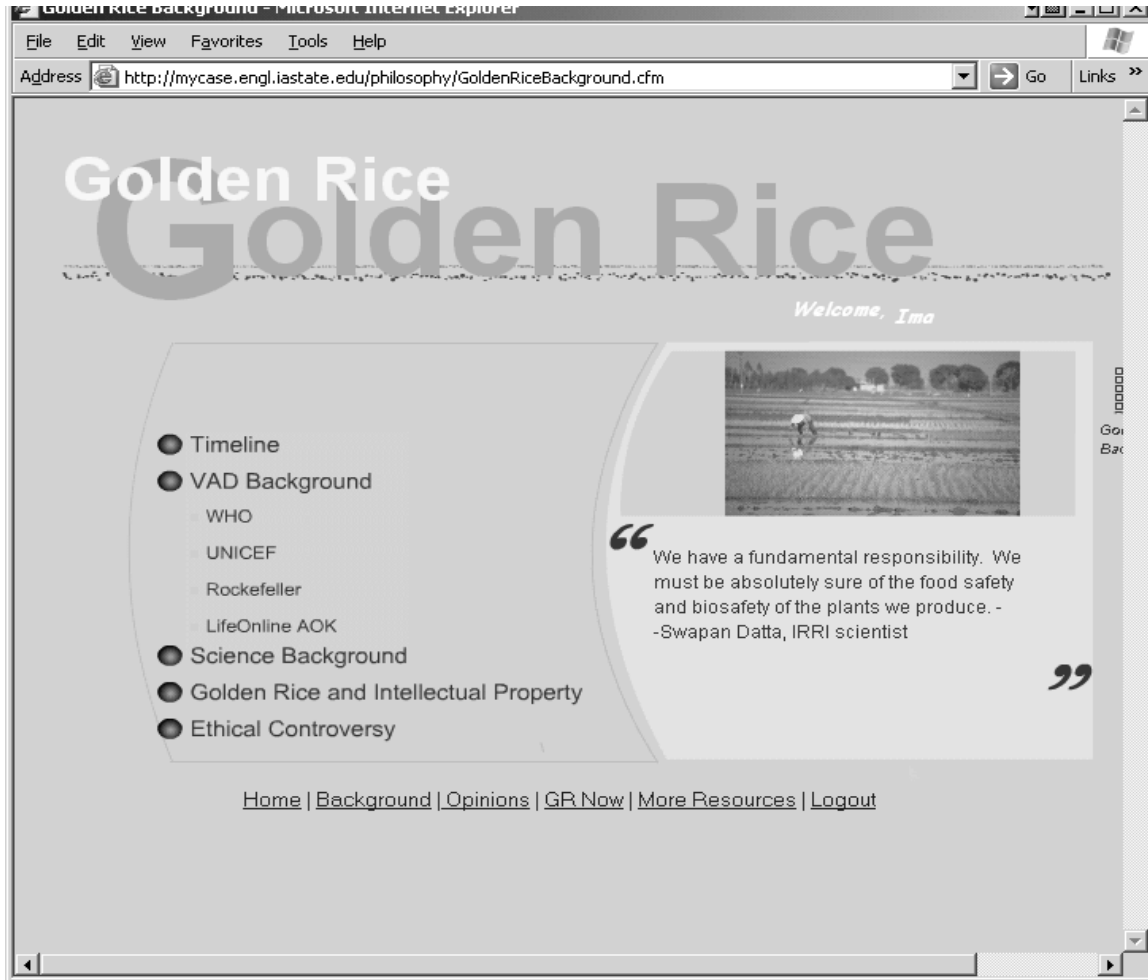 Golden Rice Background - Microsoft Internet Explorer
File Edit View Favorites Tools Help
Address http://mycase.engl.iastate.edu/philosophy/GoldenRiceBackground.cfm Go Links »
Golden Rice
Golden Rice
Welcome, Ima
Timeline
VAD Background
WHO
UNICEF
Rockefeller
LifeOnline AOK
Science Background
Golden Rice and Intellectual Property
Ethical Controversy
“
We have a fundamental responsibility. We
must be absolutely sure of the food safety
and biosafety of the plants we produce. -
-Swapan Datta, IRRI scientist
”
Home | Background | Opinions | GR Now | More Resources | Logout